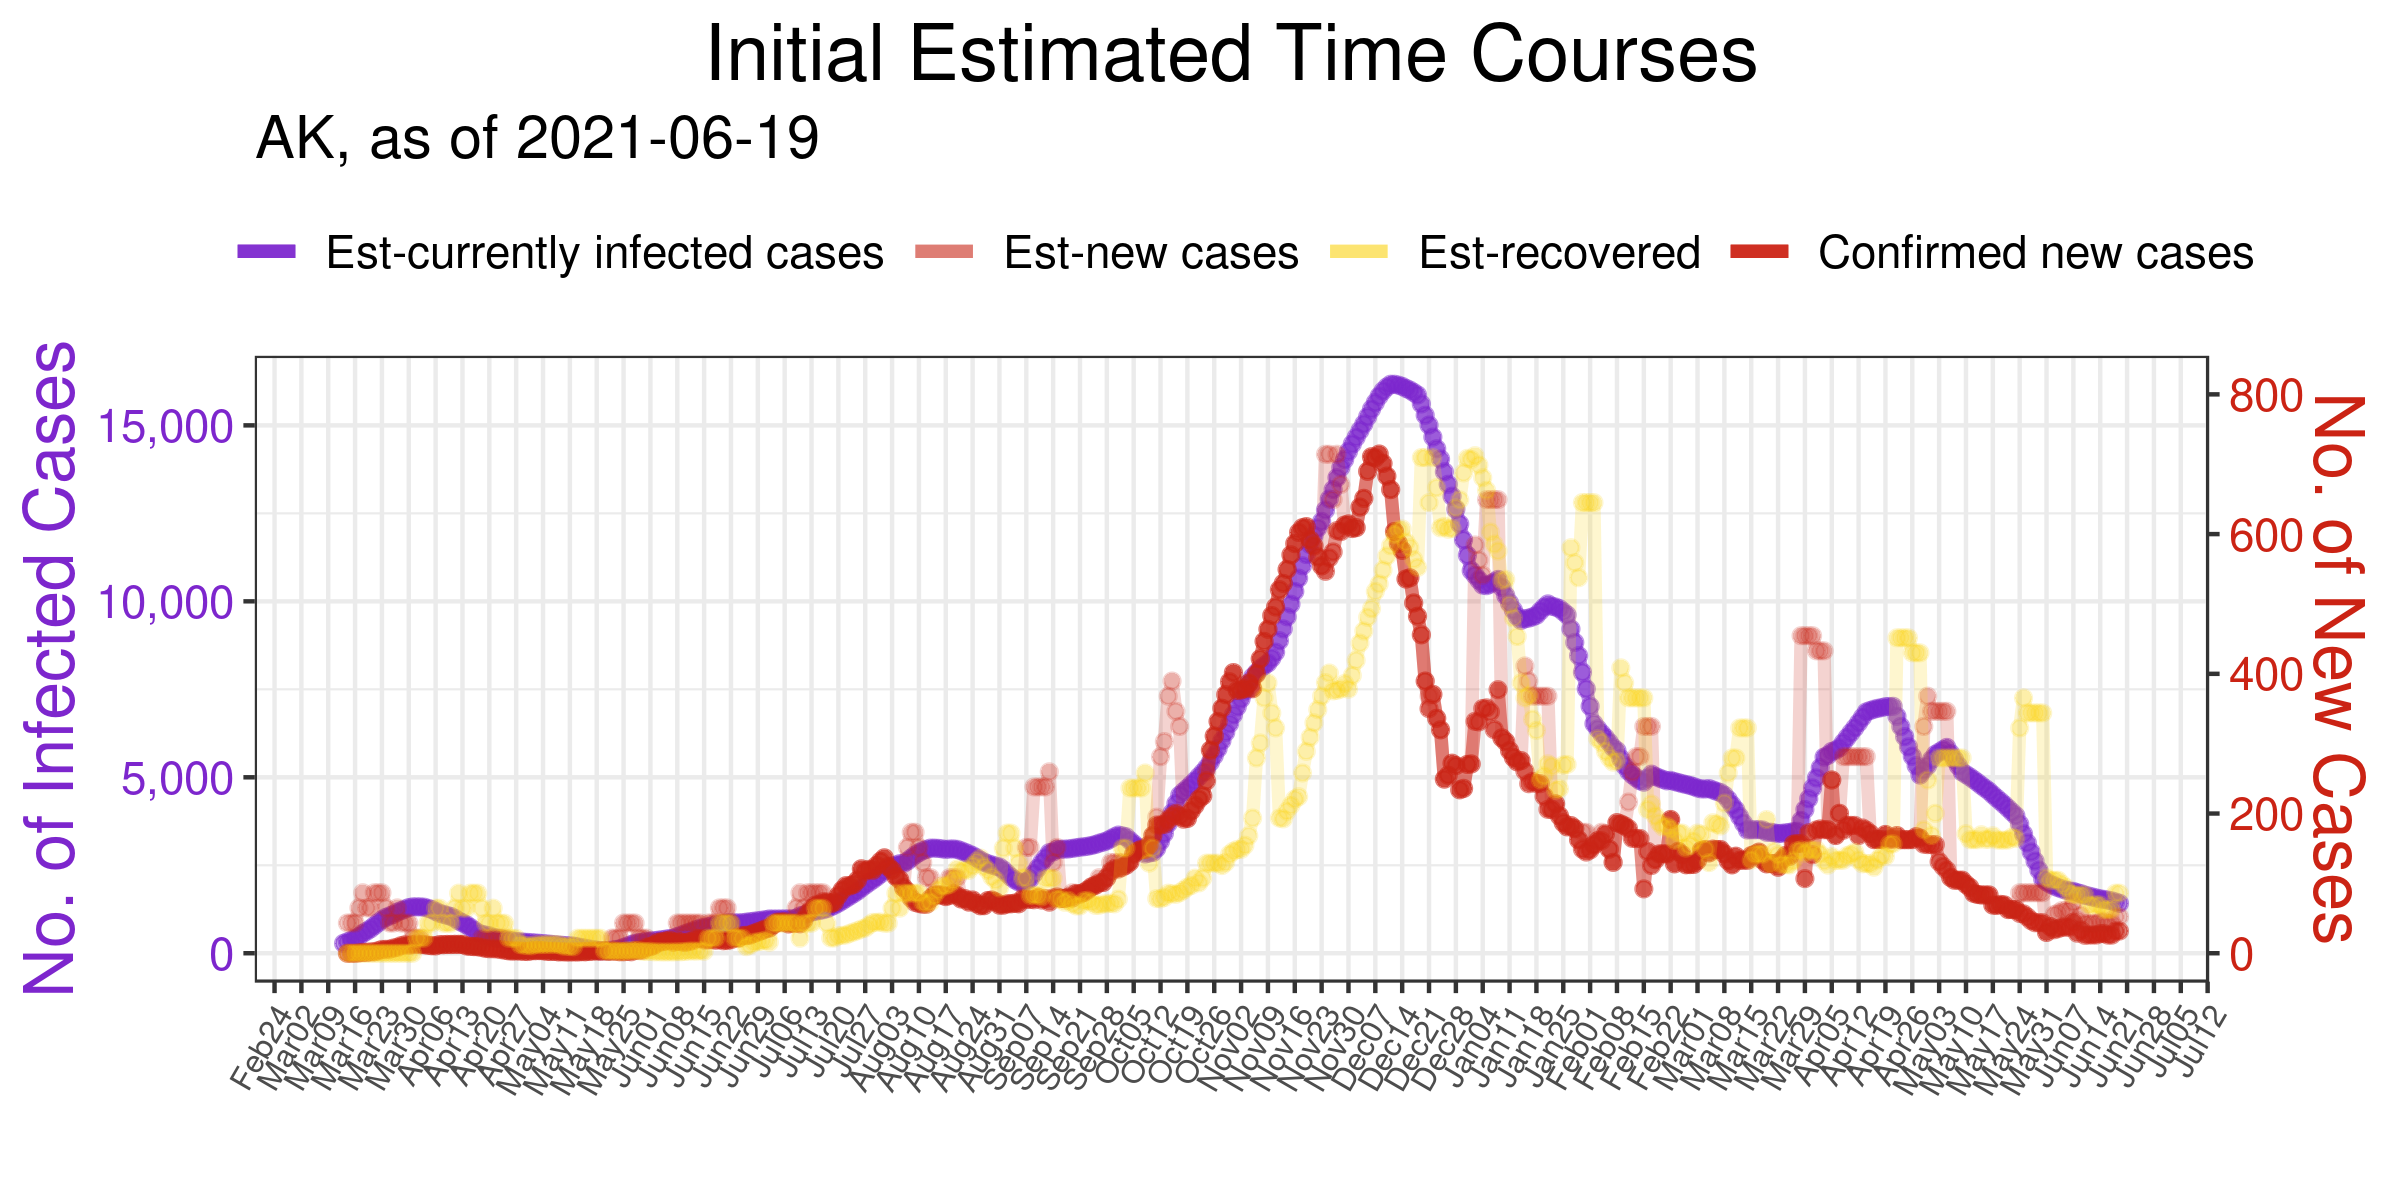 Initial Estimated Time Courses
AK, as of 2021-06-19
Est-currently infected cases
Est-new cases
Est-recovered
Confirmed new cases
No. of Infected Cases
15,000
10,000
5,000
0
800
600
400
200
0
No. of New Cases
Feb24
Mar02
Mar09
Mar16
Mar23
Mar30
Apr06
Apr13
Apr20
Apr27
May04
May11
May18
May25
Jun01
Jun08
Jun15
Jun22
Jun29
Jul06
Jul13
Jul20
Jul27
Aug03
Aug10
Aug17
Aug24
Aug31
Sep07
Sep14
Sep21
Sep28
Oct05
Oct12
Oct19
Oct26
Nov02
Nov09
Nov16
Nov23
Nov30
Dec07
Dec14
Dec21
Dec28
Dec04
Jan11
Jan18
Jan25
Feb01
Feb08
Feb15
Feb22
Mar01
Mar08
Mar15
Mar22
Mar29
Apr05
Apr12
Apr19
Apr26
May03
May10
May17
May24
May31
Jun07
Jun14
Jun21
Jun28
Jul05
Jul12